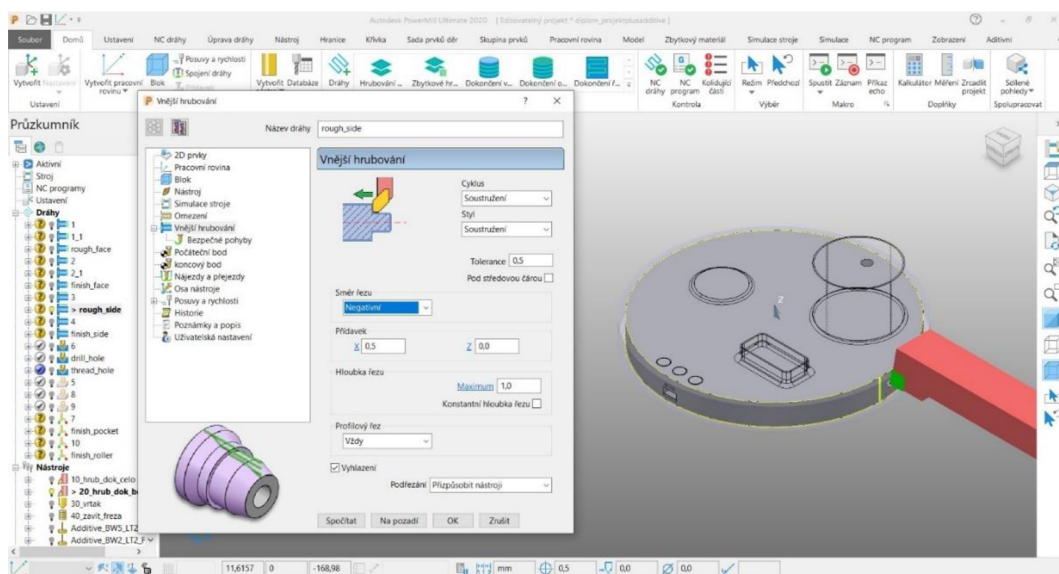 Autodesk PowerMill Ultimate 2020 [ Editovatelný projekt * diplom_projektplusadditive ]
Soubor Domů Ustavení NC dráhy Úprava dráhy Nástroj Hranice Křivka Sada prvků děr Skupina prvků Pracovní rovina Model Zbytkový materiál Simulace stroje Simulace NC program Zobrazení Aditivní
Posuvy a rychlosti
Spojení dráhy
Vytvořit Nastavení Vytvořit pracovní rovinu Blok Vytvořit Databáze Dráhy Hrubování ... Zbytkové hr... Dokončení v... Dokončení o... Dokončení ř... NC dráhy NC program Kolidující části Režim Předchozí Spustit Záznam Příkaz echo Kalkulátor Měření Zrcadlit projekt Sdílené pohledy
Ustavení Kontrola Výběr Makro Doplňky Spolupracovat
Průzkumník
Aktivní
Stroj
NC programy
Ustavení
Dráhy
1
1_1
rough_face
2
2_1
finish_face
3
> rough_side
4
finish_side
6
drill_hole
thread_hole
5
8
9
7
finish_pocket
10
finish_roller
Nástroje
10_hrub_dok_celo
> 20_hrub_dok_b
30_vrtak
40_zavit_freza
Additive_BW5_LT2
Additive_BW2_LT2_F
Vnější hrubování ? ×
Název dráhy rough_side
2D prvky
Pracovní rovina
Blok
Nástroj
Simulace stroje
Omezení
Vnější hrubování
Bezpečné pohyby
Počáteční bod
koncový bod
Nájezdy a přejezdy
Osa nástroje
Posuvy a rychlosti
Historie
Poznámky a popis
Uživatelská nastavení
Vnější hrubování
Cyklus
Soustružení
Styl
Soustružení
Tolerance 0,5
Pod středovou čárou
Směr řezu
Negativní
Přídavek
X 0,5 Z 0,0
Hloubka řezu
Maximum 1,0
Konstantní hloubka řezu
Profilový řez
Vždy
Vyhlazení
Podřezání Přizpůsobit nástroji
Spočítat Na pozadí OK Zrušit
Z
11,6157 0 -168,98 mm 0,5 0,0 0,0